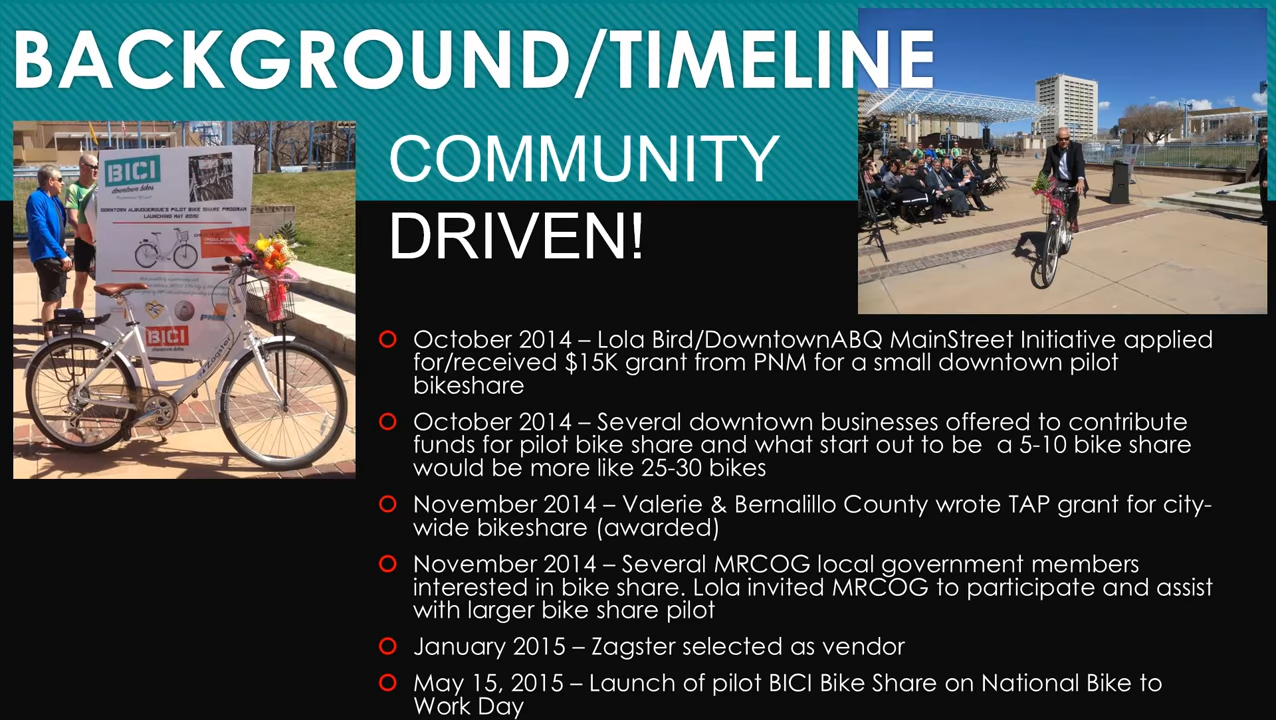 BACKGROUND/TIMELINE
COMMUNITY
DRIVEN!
BICI
downtown bikes
DOWNTOWN ALBUQUERQUE'S PILOT BIKE SHARE PROGRAM
LAUNCHING MAY 2015!
BICI
downtown bikes
Zagster
October 2014 – Lola Bird/DowntownABQ MainStreet Initiative applied
for/received $15K grant from PNM for a small downtown pilot
bikeshare
October 2014 – Several downtown businesses offered to contribute
funds for pilot bike share and what start out to be  a 5-10 bike share
would be more like 25-30 bikes
November 2014 – Valerie & Bernalillo County wrote TAP grant for city-
wide bikeshare (awarded)
November 2014 – Several MRCOG local government members
interested in bike share. Lola invited MRCOG to participate and assist
with larger bike share pilot
January 2015 – Zagster selected as vendor
May 15, 2015 – Launch of pilot BICI Bike Share on National Bike to
Work Day